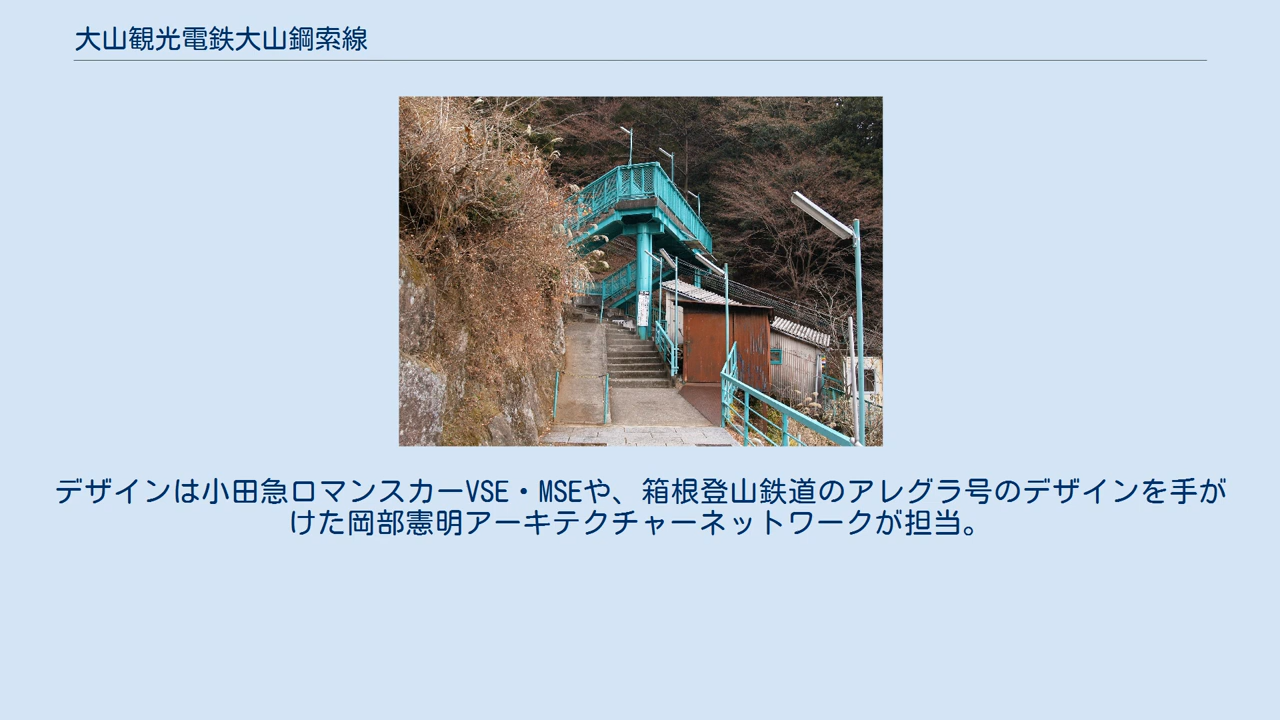 大山観光電鉄大山鋼索線
デザインは小田急ロマンスカーVSE・MSEや、箱根登山鉄道のアレグラ号のデザインを手が
けた岡部憲明アーキテクチャーネットワークが担当。